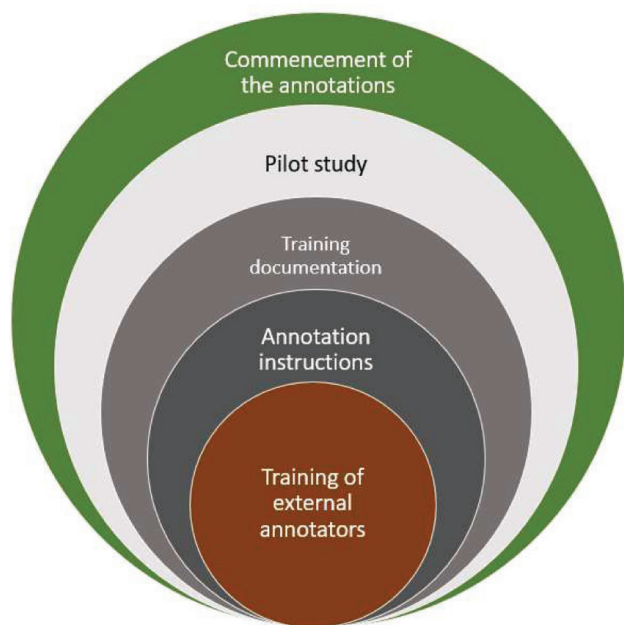 Commencement of
the annotations
Pilot study
Training
documentation
Annotation
instructions
Training of
external
annotators